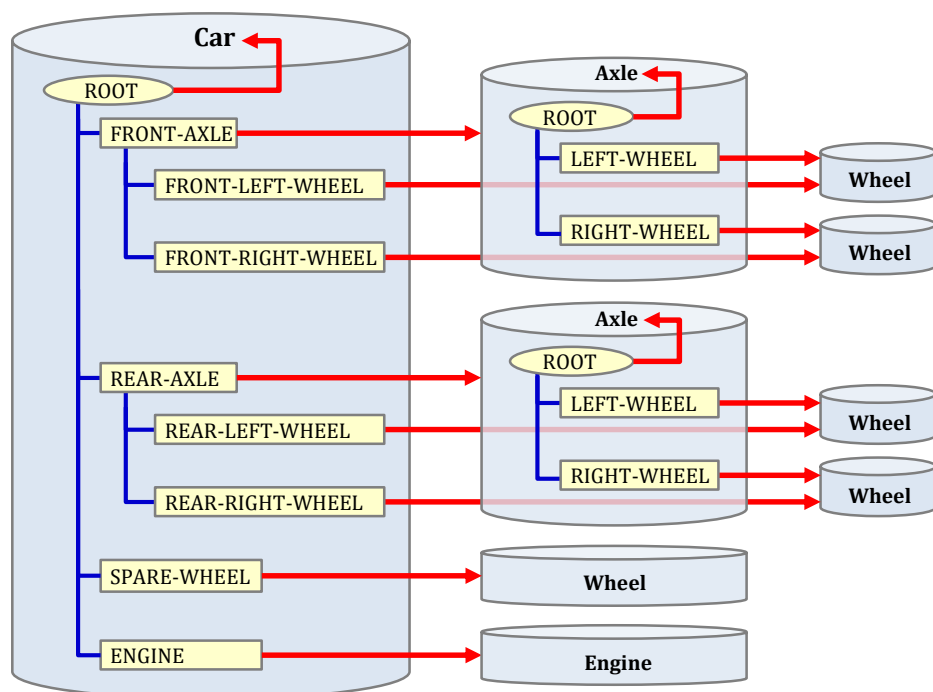 Car
ROOT
FRONT-AXLE
FRONT-LEFT-WHEEL
FRONT-RIGHT-WHEEL
REAR-AXLE
REAR-LEFT-WHEEL
REAR-RIGHT-WHEEL
SPARE-WHEEL
ENGINE
Axle
ROOT
LEFT-WHEEL
RIGHT-WHEEL
Wheel
Wheel
Axle
ROOT
LEFT-WHEEL
RIGHT-WHEEL
Wheel
Wheel
Wheel
Engine